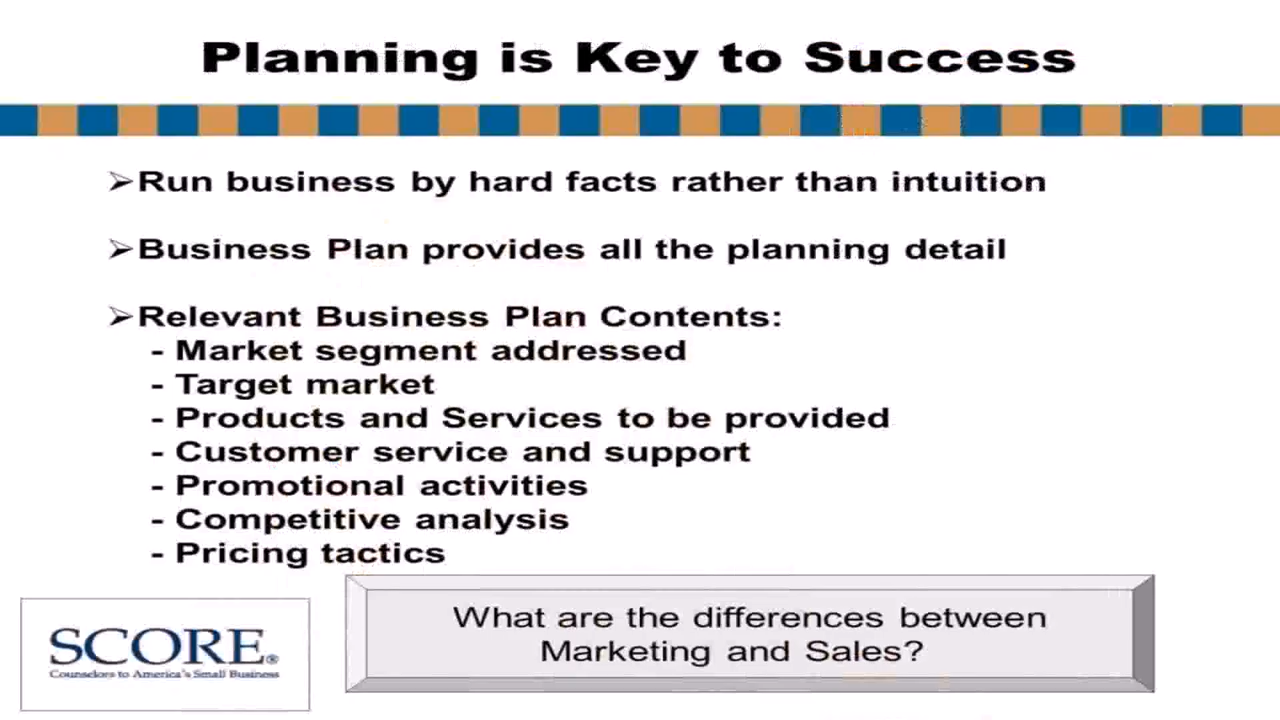 Planning is Key to Success
➢Run business by hard facts rather than intuition
➢Business Plan provides all the planning detail
➢Relevant Business Plan Contents:
- Market segment addressed
- Target market
- Products and Services to be provided
- Customer service and support
- Promotional activities
- Competitive analysis
- Pricing tactics
What are the differences between
Marketing and Sales?
SCORE®
Counselors to America's Small Business